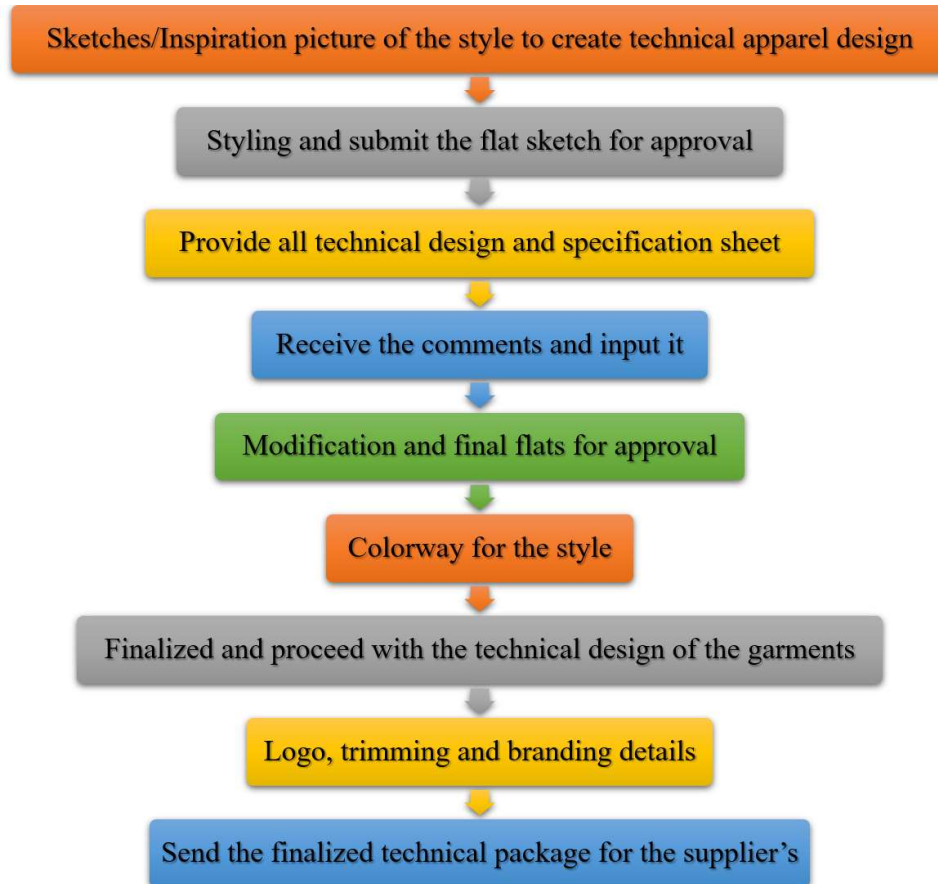 Sketches/Inspiration picture of the style to create technical apparel design
Styling and submit the flat sketch for approval
Provide all technical design and specification sheet
Receive the comments and input it
Modification and final flats for approval
Colorway for the style
Finalized and proceed with the technical design of the garments
Logo, trimming and branding details
Send the finalized technical package for the supplier’s